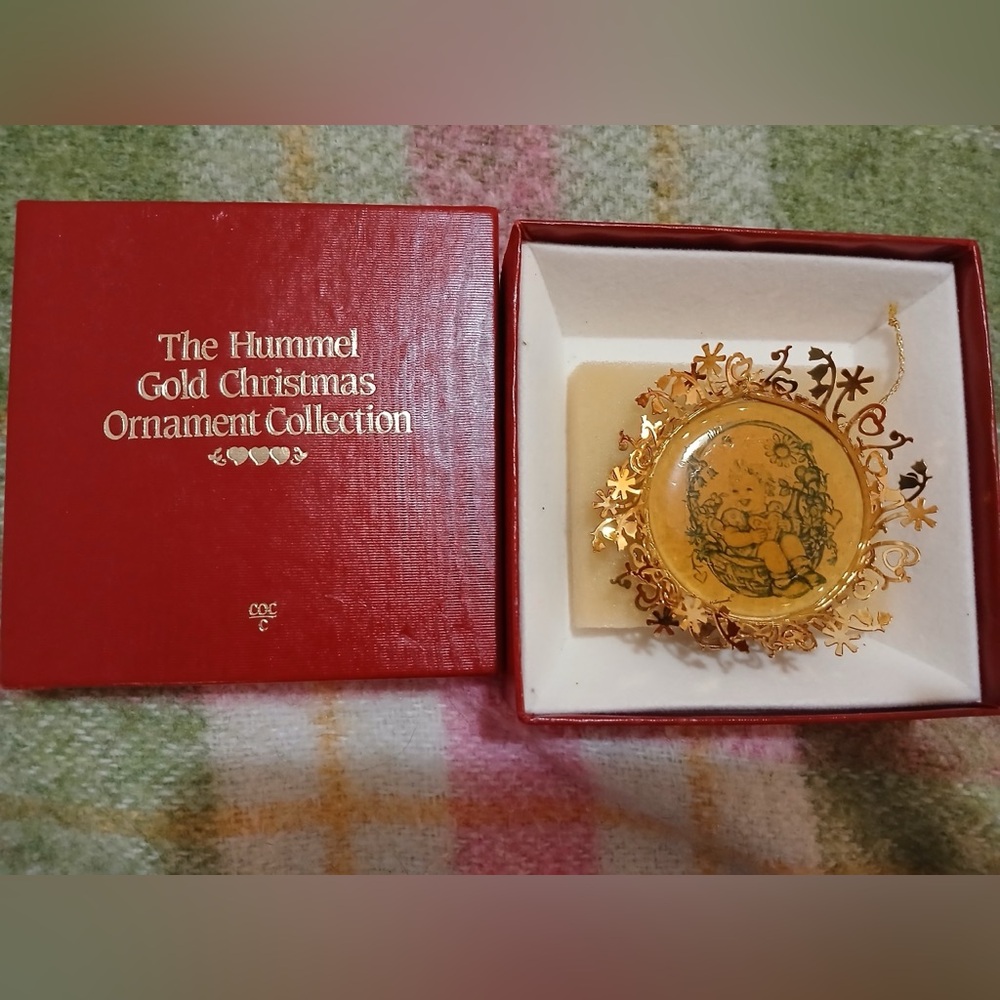 The Hummel
Gold Christmas
Ornament Collection
coc
c